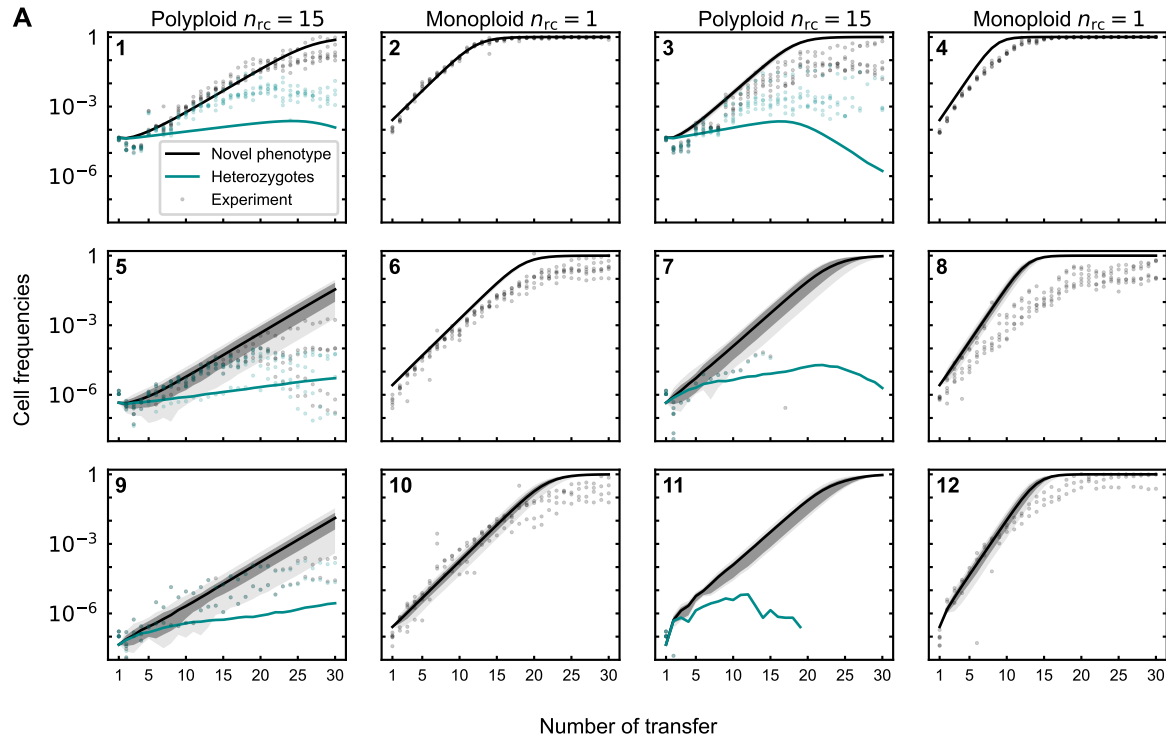 A
Polyploid n_rc = 15 Monoploid n_rc = 1 Polyploid n_rc = 15 Monoploid n_rc = 1
1 2 3 4
1
10^−3
10^−6
Novel phenotype
Heterozygotes
Experiment
5 6 7 8
1
10^−3
10^−6
Cell frequencies
9 10 11 12
1
10^−3
10^−6
1 5 10 15 20 25 30 1 5 10 15 20 25 30 1 5 10 15 20 25 30 1 5 10 15 20 25 30
Number of transfer